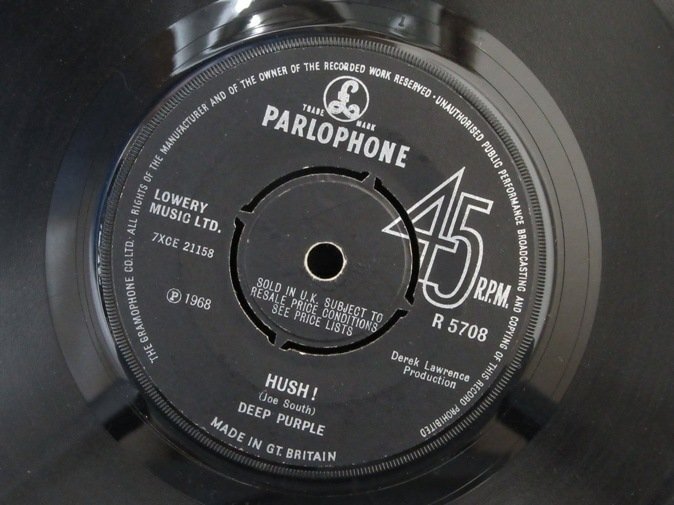 THE GRAMOPHONE CO. LTD. ALL RIGHTS OF THE MANUFACTURER AND OF THE OWNER OF THE RECORDED WORK RESERVED · UNAUTHORISED PUBLIC PERFORMANCE BROADCASTING AND COPYING OF THIS RECORD PROHIBITED
£
TRADE MARK
PARLOPHONE
LOWERY
MUSIC LTD.
7XCE 21158
Ⓟ 1968
45
R.P.M.
R 5708
SOLD IN U.K. SUBJECT TO
RESALE PRICE CONDITIONS
SEE PRICE LISTS
Derek Lawrence
Production
HUSH!
(Joe South)
DEEP PURPLE
MADE IN GT. BRITAIN